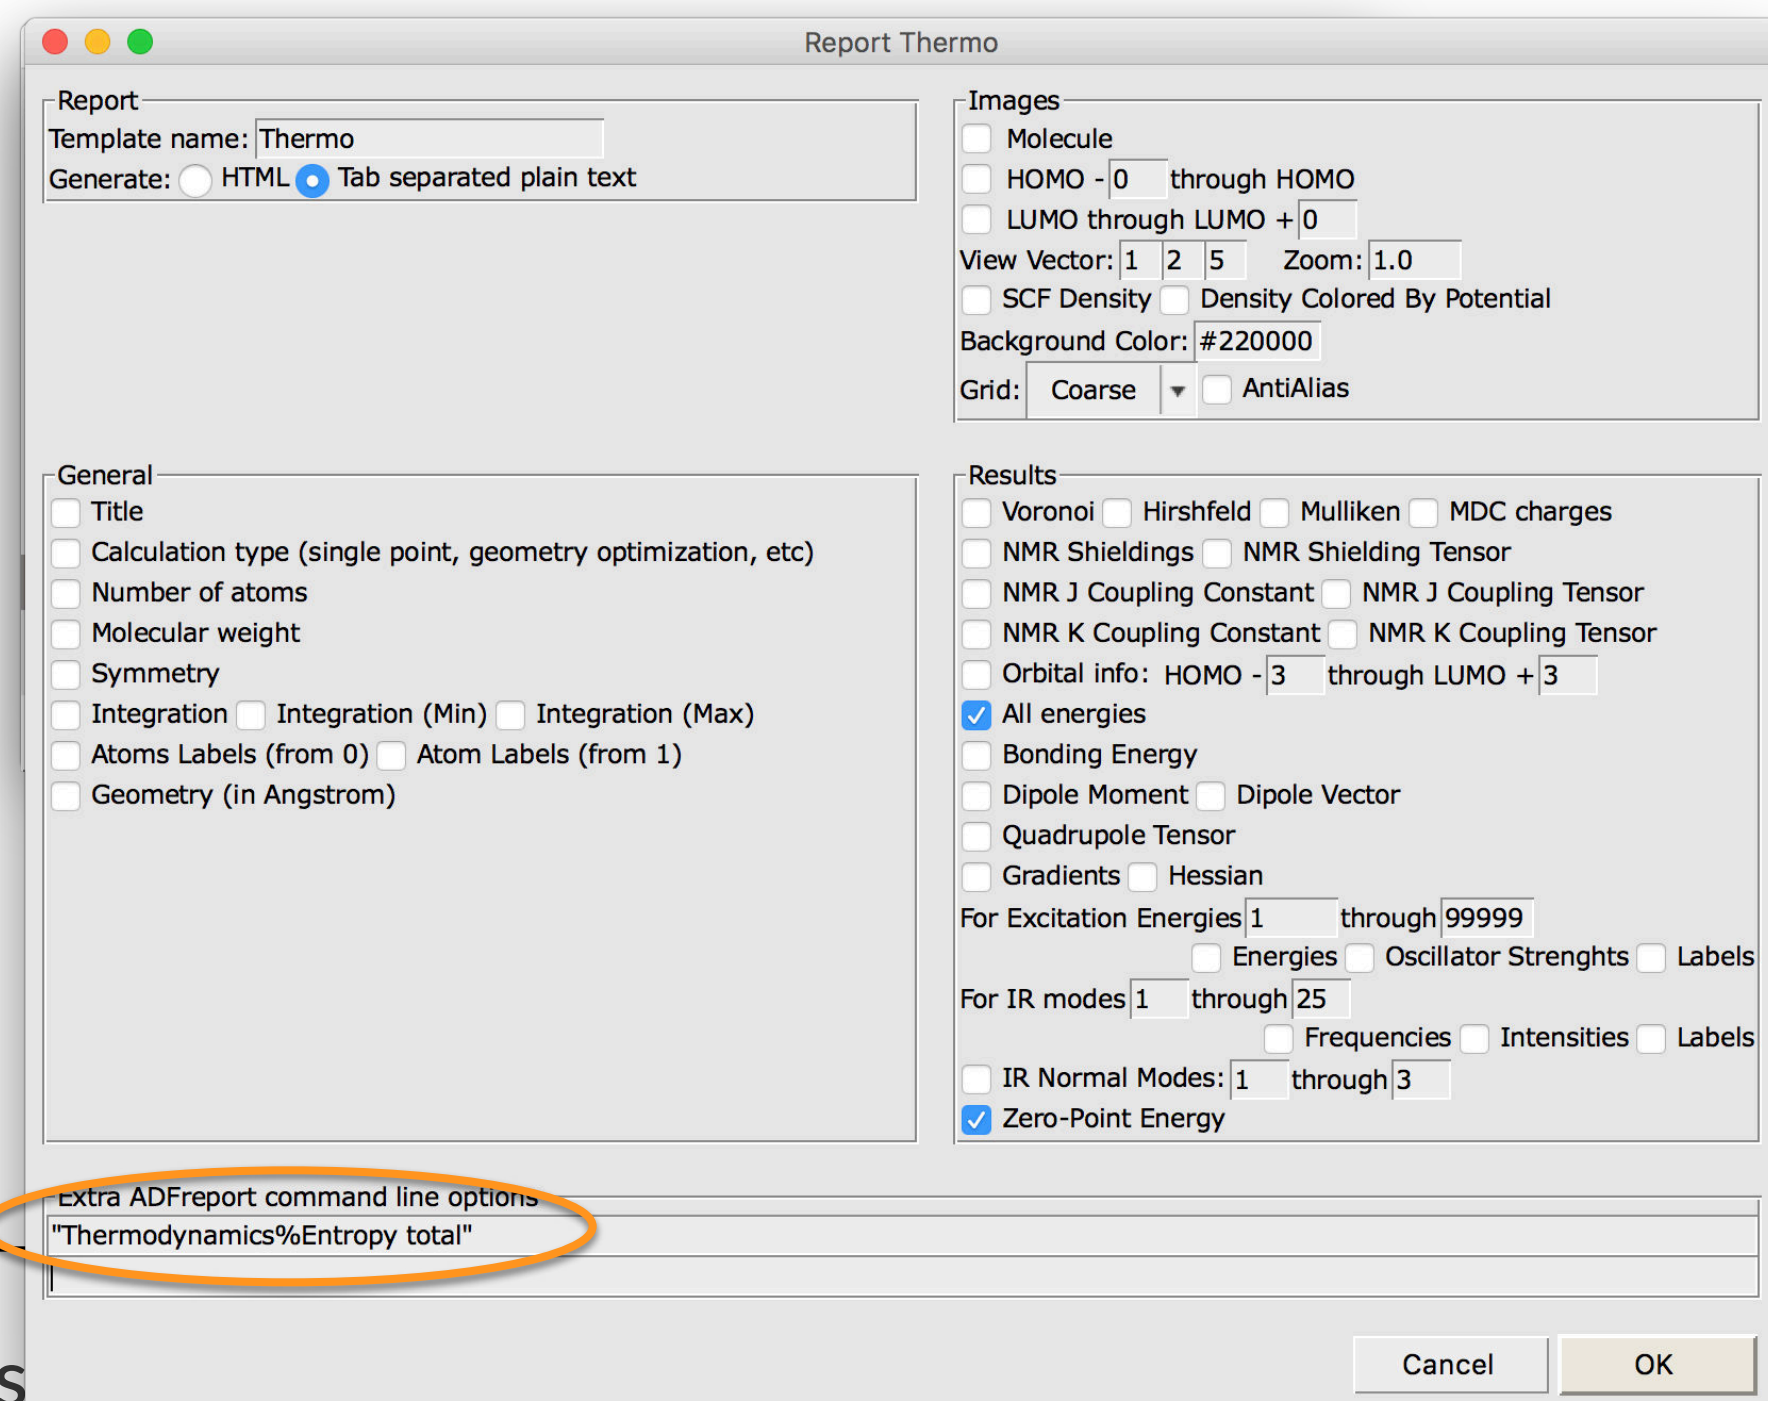 Report Thermo
Report
Template name: Thermo
Generate: HTML Tab separated plain text
Images
Molecule
HOMO - 0 through HOMO
LUMO through LUMO + 0
View Vector: 1 2 5 Zoom: 1.0
SCF Density Density Colored By Potential
Background Color: #220000
Grid: Coarse AntiAlias
General
Title
Calculation type (single point, geometry optimization, etc)
Number of atoms
Molecular weight
Symmetry
Integration Integration (Min) Integration (Max)
Atoms Labels (from 0) Atom Labels (from 1)
Geometry (in Angstrom)
Results
Voronoi Hirshfeld Mulliken MDC charges
NMR Shieldings NMR Shielding Tensor
NMR J Coupling Constant NMR J Coupling Tensor
NMR K Coupling Constant NMR K Coupling Tensor
Orbital info: HOMO - 3 through LUMO + 3
All energies
Bonding Energy
Dipole Moment Dipole Vector
Quadrupole Tensor
Gradients Hessian
For Excitation Energies 1 through 99999
Energies Oscillator Strenghts Labels
For IR modes 1 through 25
Frequencies Intensities Labels
IR Normal Modes: 1 through 3
Zero-Point Energy
Extra ADFreport command line options
"Thermodynamics%Entropy total"
Cancel OK
s